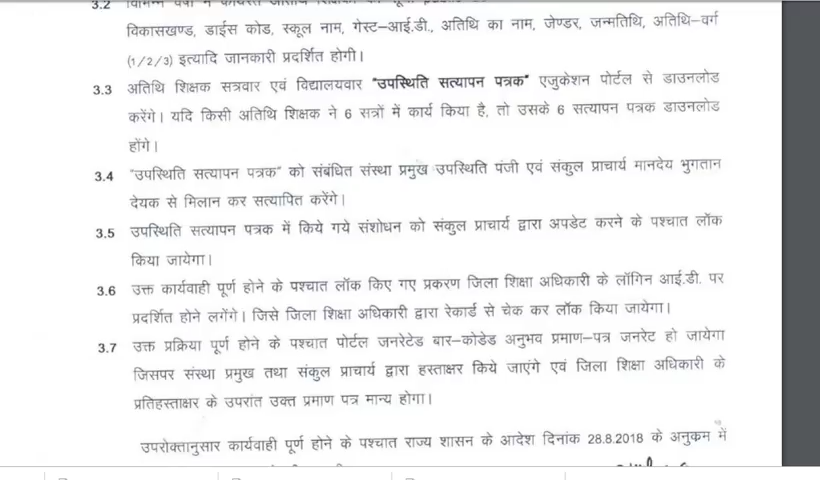 3.2 विभिन्न वर्षों में कार्यरत अतिथि शिक्षकों की सूची
विकासखण्ड, डाईस कोड, स्कूल नाम, गेस्ट-आई.डी., अतिथि का नाम, जेण्डर, जन्मतिथि, अतिथि-वर्ग
(1/2/3) इत्यादि जानकारी प्रदर्शित होगी।
3.3 अतिथि शिक्षक सत्रवार एवं विद्यालयवार "उपस्थिति सत्यापन पत्रक" एजुकेशन पोर्टल से डाउनलोड
करेंगे। यदि किसी अतिथि शिक्षक ने 6 सत्रों में कार्य किया है, तो उसके 6 सत्यापन पत्रक डाउनलोड
होंगे।
3.4 "उपस्थिति सत्यापन पत्रक" को संबंधित संस्था प्रमुख उपस्थिति पंजी एवं संकुल प्राचार्य मानदेय भुगतान
देयक से मिलान कर सत्यापित करेंगे।
3.5 उपस्थिति सत्यापन पत्रक में किये गये संशोधन को संकुल प्राचार्य द्वारा अपडेट करने के पश्चात लॉक
किया जायेगा।
3.6 उक्त कार्यवाही पूर्ण होने के पश्चात लॉक किए गए प्रकरण जिला शिक्षा अधिकारी के लॉगिन आई.डी. पर
प्रदर्शित होने लगेंगे। जिसे जिला शिक्षा अधिकारी द्वारा रेकार्ड से चेक कर लॉक किया जायेगा।
3.7 उक्त प्रक्रिया पूर्ण होने के पश्चात पोर्टल जनरेटेड बार-कोडेड अनुभव प्रमाण-पत्र जनरेट हो जायेगा
जिसपर संस्था प्रमुख तथा संकुल प्राचार्य द्वारा हस्ताक्षर किये जाएंगे एवं जिला शिक्षा अधिकारी के
प्रतिहस्ताक्षर के उपरांत उक्त प्रमाण पत्र मान्य होगा।
उपरोक्तानुसार कार्यवाही पूर्ण होने के पश्चात राज्य शासन के आदेश दिनांक 28.8.2018 के अनुक्रम में